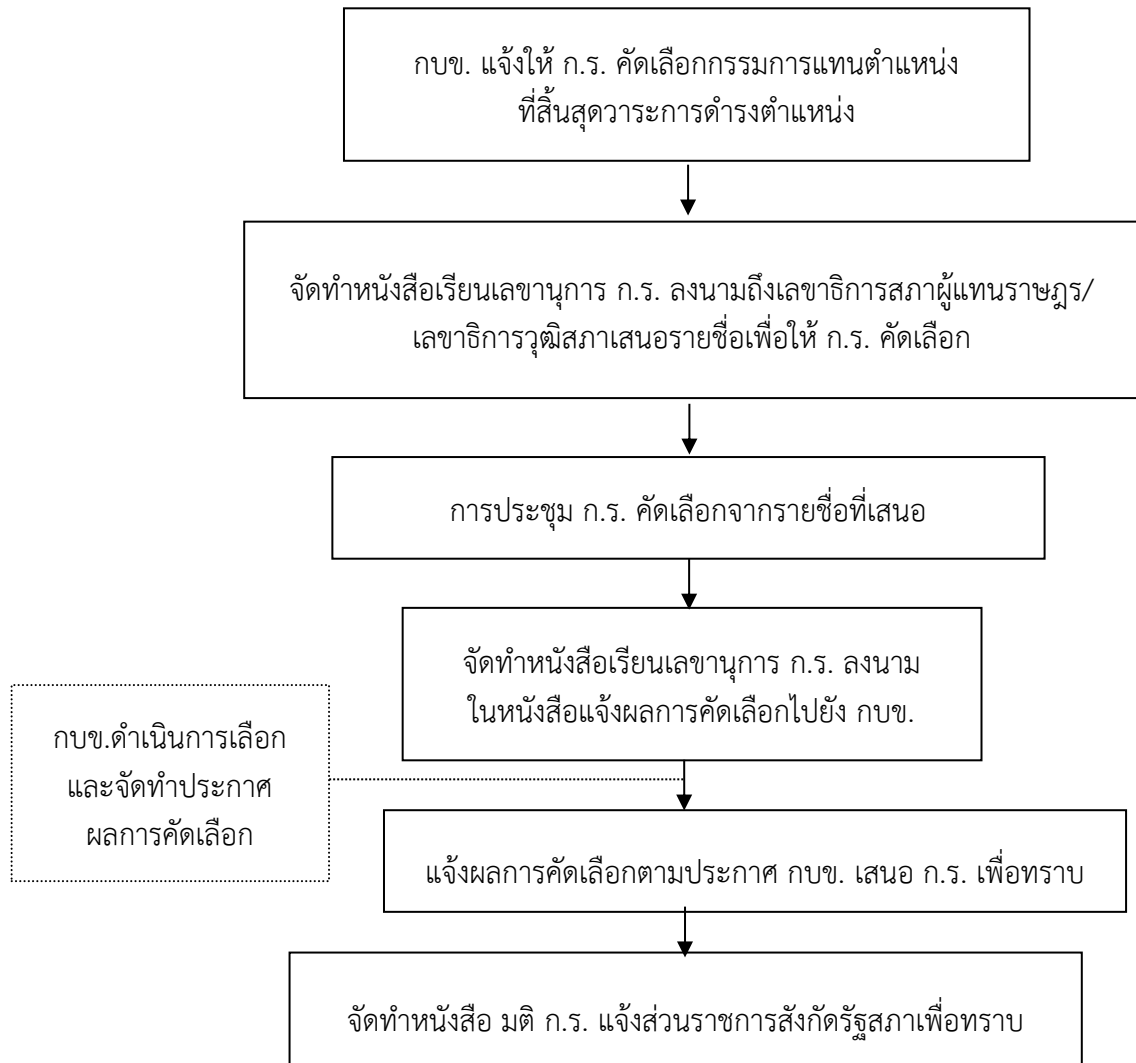 กบข. แจ้งให้ ก.ร. คัดเลือกกรรมการแทนตำแหน่ง
ที่สิ้นสุดวาระการดำรงตำแหน่ง
จัดทำหนังสือเรียนเลขานุการ ก.ร. ลงนามถึงเลขาธิการสภาผู้แทนราษฎร/
เลขาธิการวุฒิสภาเสนอรายชื่อเพื่อให้ ก.ร. คัดเลือก
การประชุม ก.ร. คัดเลือกจากรายชื่อที่เสนอ
จัดทำหนังสือเรียนเลขานุการ ก.ร. ลงนาม
ในหนังสือแจ้งผลการคัดเลือกไปยัง กบข.
กบข.ดำเนินการเลือก
และจัดทำประกาศ
ผลการคัดเลือก
แจ้งผลการคัดเลือกตามประกาศ กบข. เสนอ ก.ร. เพื่อทราบ
จัดทำหนังสือ มติ ก.ร. แจ้งส่วนราชการสังกัดรัฐสภาเพื่อทราบ